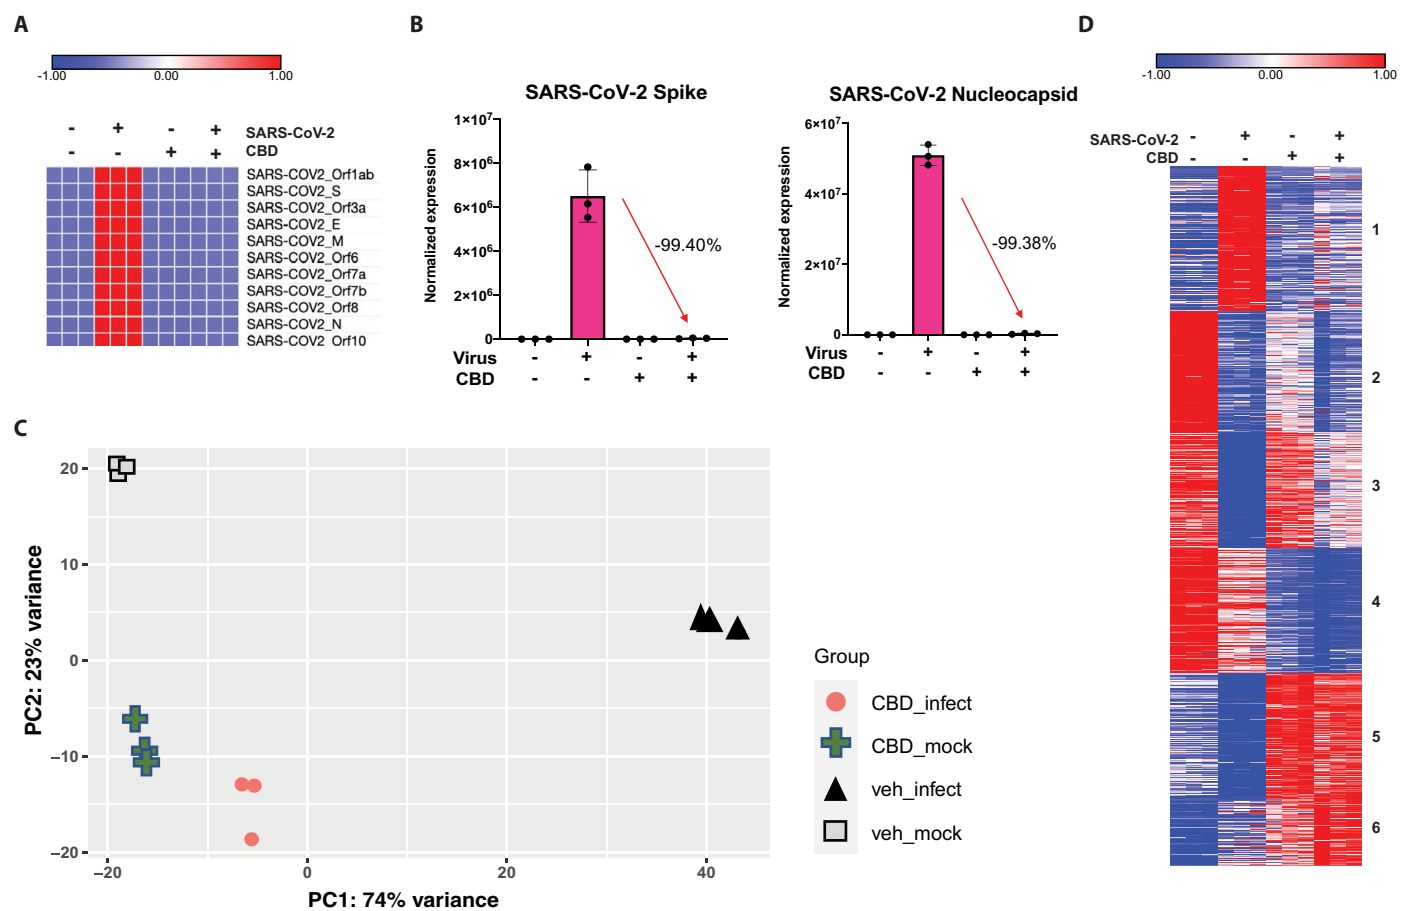 A
-1.00 0.00 1.00
- + - + SARS-CoV-2
- - + + CBD
SARS-COV2_Orf1ab
SARS-COV2_S
SARS-COV2_Orf3a
SARS-COV2_E
SARS-COV2_M
SARS-COV2_Orf6
SARS-COV2_Orf7a
SARS-COV2_Orf7b
SARS-COV2_Orf8
SARS-COV2_N
SARS-COV2_Orf10
B
SARS-CoV-2 Spike
Normalized expression
1×10⁷
8×10⁶
6×10⁶
4×10⁶
2×10⁶
0
-99.40%
Virus - + - +
CBD - - + +
SARS-CoV-2 Nucleocapsid
Normalized expression
6×10⁷
4×10⁷
2×10⁷
0
-99.38%
- + - +
- - + +
C
PC2: 23% variance
20
10
0
−10
−20
−20 0 20 40
PC1: 74% variance
Group
CBD_infect
CBD_mock
veh_infect
veh_mock
D
-1.00 0.00 1.00
SARS-CoV-2 - + - +
CBD - - + +
1
2
3
4
5
6